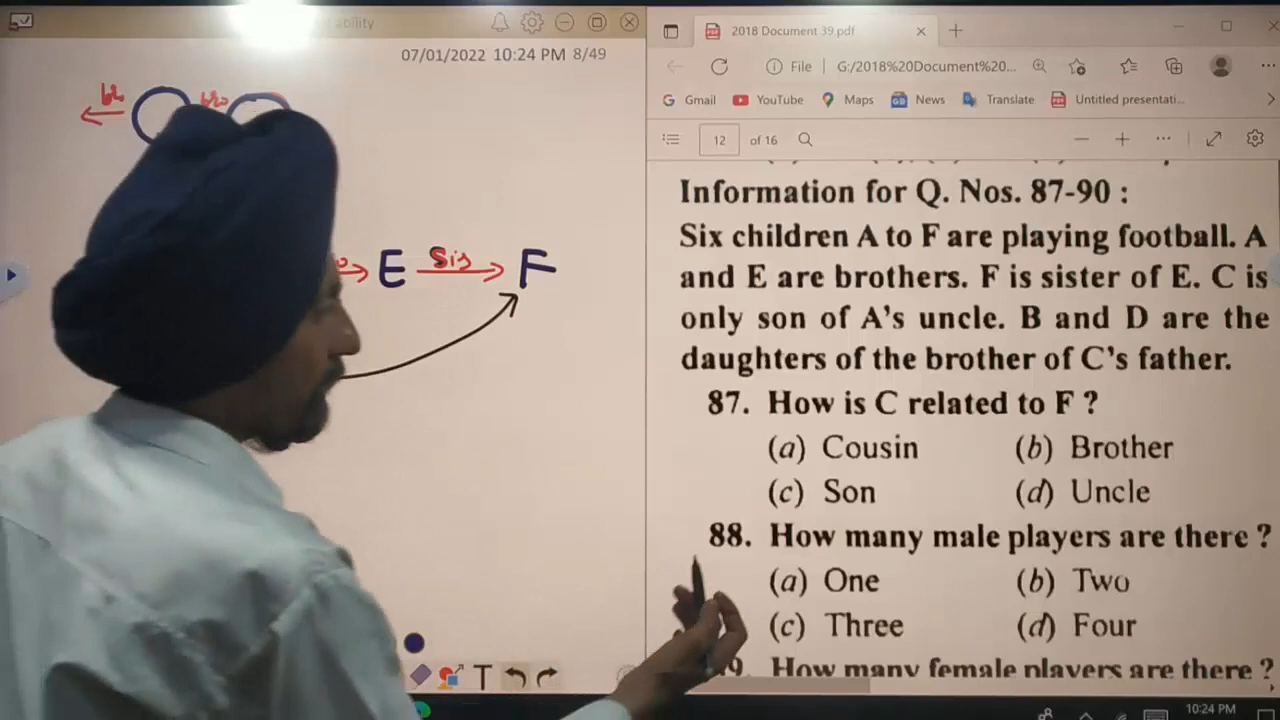 ability
07/01/2022 10:24 PM 8/49
bro
E Sis F
T
2018 Document 39.pdf
File G:/2018%20Document%20...
Gmail YouTube Maps News Translate Untitled presentati...
12 of 16
Information for Q. Nos. 87-90 :
Six children A to F are playing football. A
and E are brothers. F is sister of E. C is
only son of A's uncle. B and D are the
daughters of the brother of C's father.
87. How is C related to F ?
(a) Cousin (b) Brother
(c) Son (d) Uncle
88. How many male players are there ?
(a) One (b) Two
(c) Three (d) Four
How many female players are there ?
10:24 PM